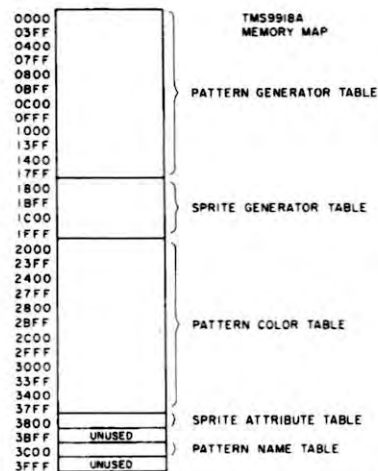 TMS9918A
MEMORY MAP
0000
03FF
0400
07FF
0800
0BFF
0C00
0FFF
1000
13FF
1400
17FF
PATTERN GENERATOR TABLE
1800
1BFF
1C00
1FFF
SPRITE GENERATOR TABLE
2000
23FF
2400
27FF
2800
2BFF
2C00
2FFF
3000
33FF
3400
37FF
PATTERN COLOR TABLE
3800
SPRITE ATTRIBUTE TABLE
3BFF UNUSED
3C00
PATTERN NAME TABLE
3FFF UNUSED